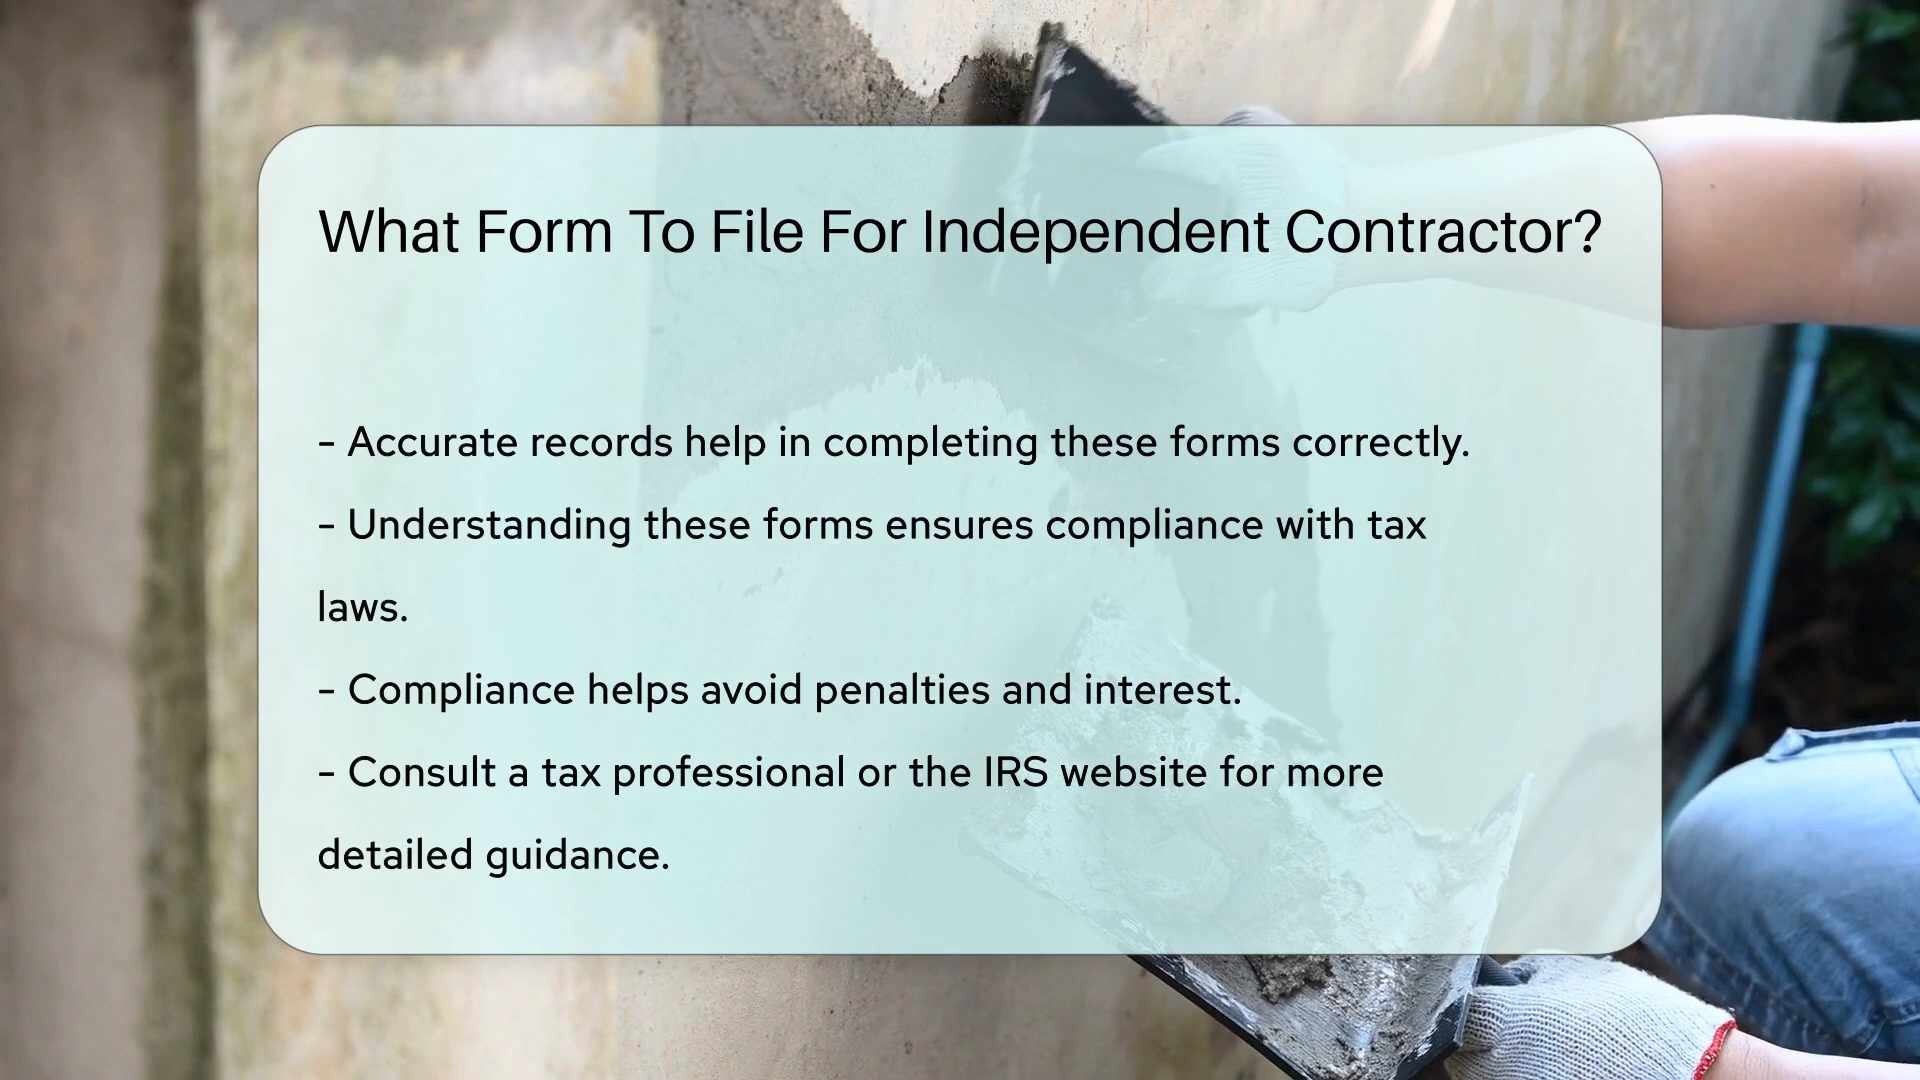 What Form To File For Independent Contractor?
- Accurate records help in completing these forms correctly.
- Understanding these forms ensures compliance with tax
laws.
- Compliance helps avoid penalties and interest.
- Consult a tax professional or the IRS website for more
detailed guidance.